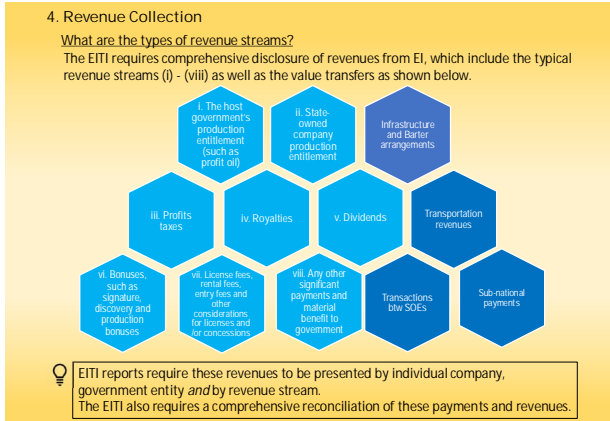 4. Revenue Collection
What are the types of revenue streams?
The EITI requires comprehensive disclosure of revenues from EI, which include the typical
revenue streams (i) - (viii) as well as the value transfers as shown below.
i. The host
government's
production
entitlement
(such as
profit oil)
ii. State-
owned
company
production
entitlement
Infrastructure
and Barter
arrangements
iii. Profits
taxes
iv. Royalties
v. Dividends
Transportation
revenues
vi. Bonuses,
such as
signature,
discovery and
production
bonuses
vii. License fees,
rental fees,
entry fees and
other
considerations
for licenses and
/or concessions
viii. Any other
significant
payments and
material
benefit to
government
Transactions
btw SOEs
Sub-national
payments
EITI reports require these revenues to be presented by individual company,
government entity and by revenue stream.
The EITI also requires a comprehensive reconciliation of these payments and revenues.